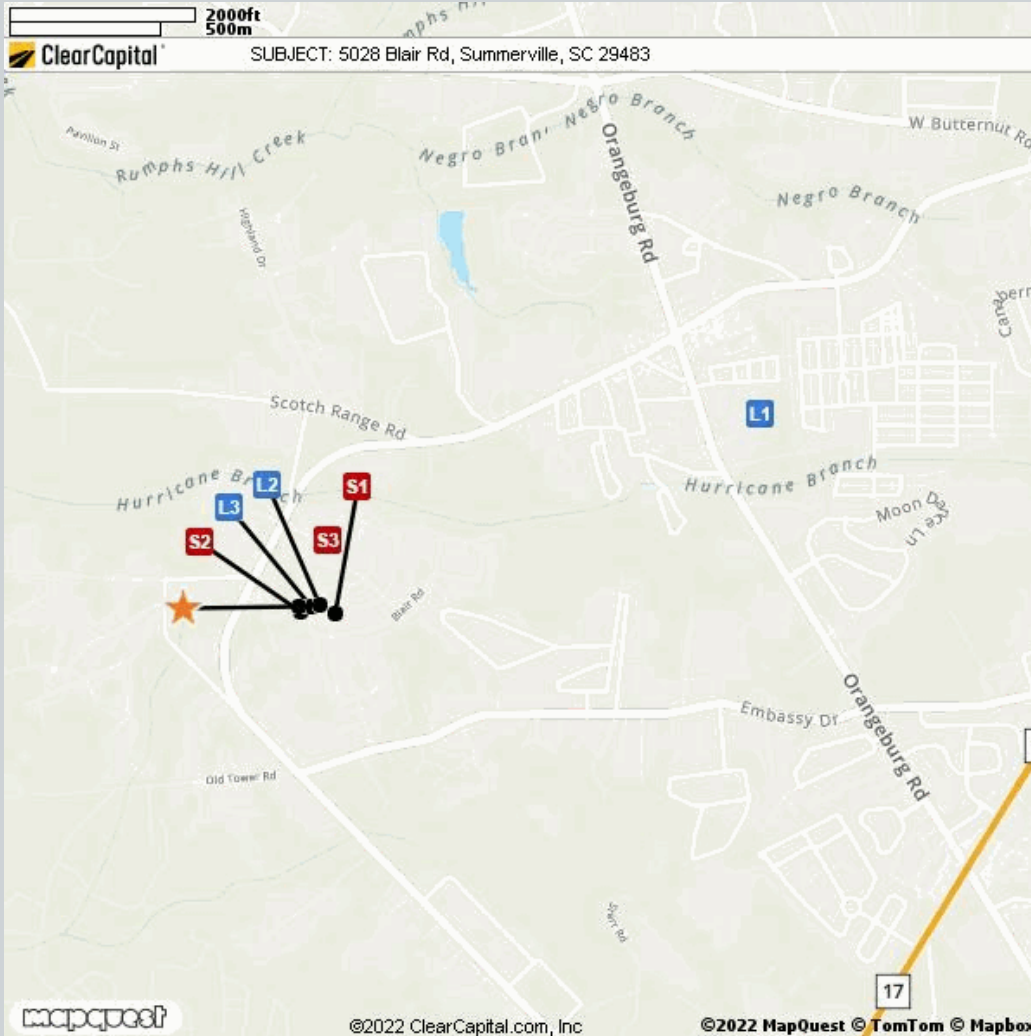 2000ft
500m
ClearCapital
SUBJECT: 5028 Blair Rd, Summerville, SC 29483
Negro Branch
Orangeburg Rd
W Butternut Rd
Pavilion St
Rumphs Hill Creek
Negro Bran
Negro Branch
Highland Dr
Scotch Range Rd
L1
Hurricane Branch
L2
S1
L3
Hurricane Branch
S2
S3
Moon Dance Ln
Blair Rd
Embassy Dr
Orangeburg Rd
Old Tower Rd
17
mapquest
©2022 ClearCapital.com, Inc
©2022 MapQuest © TomTom © Mapbox